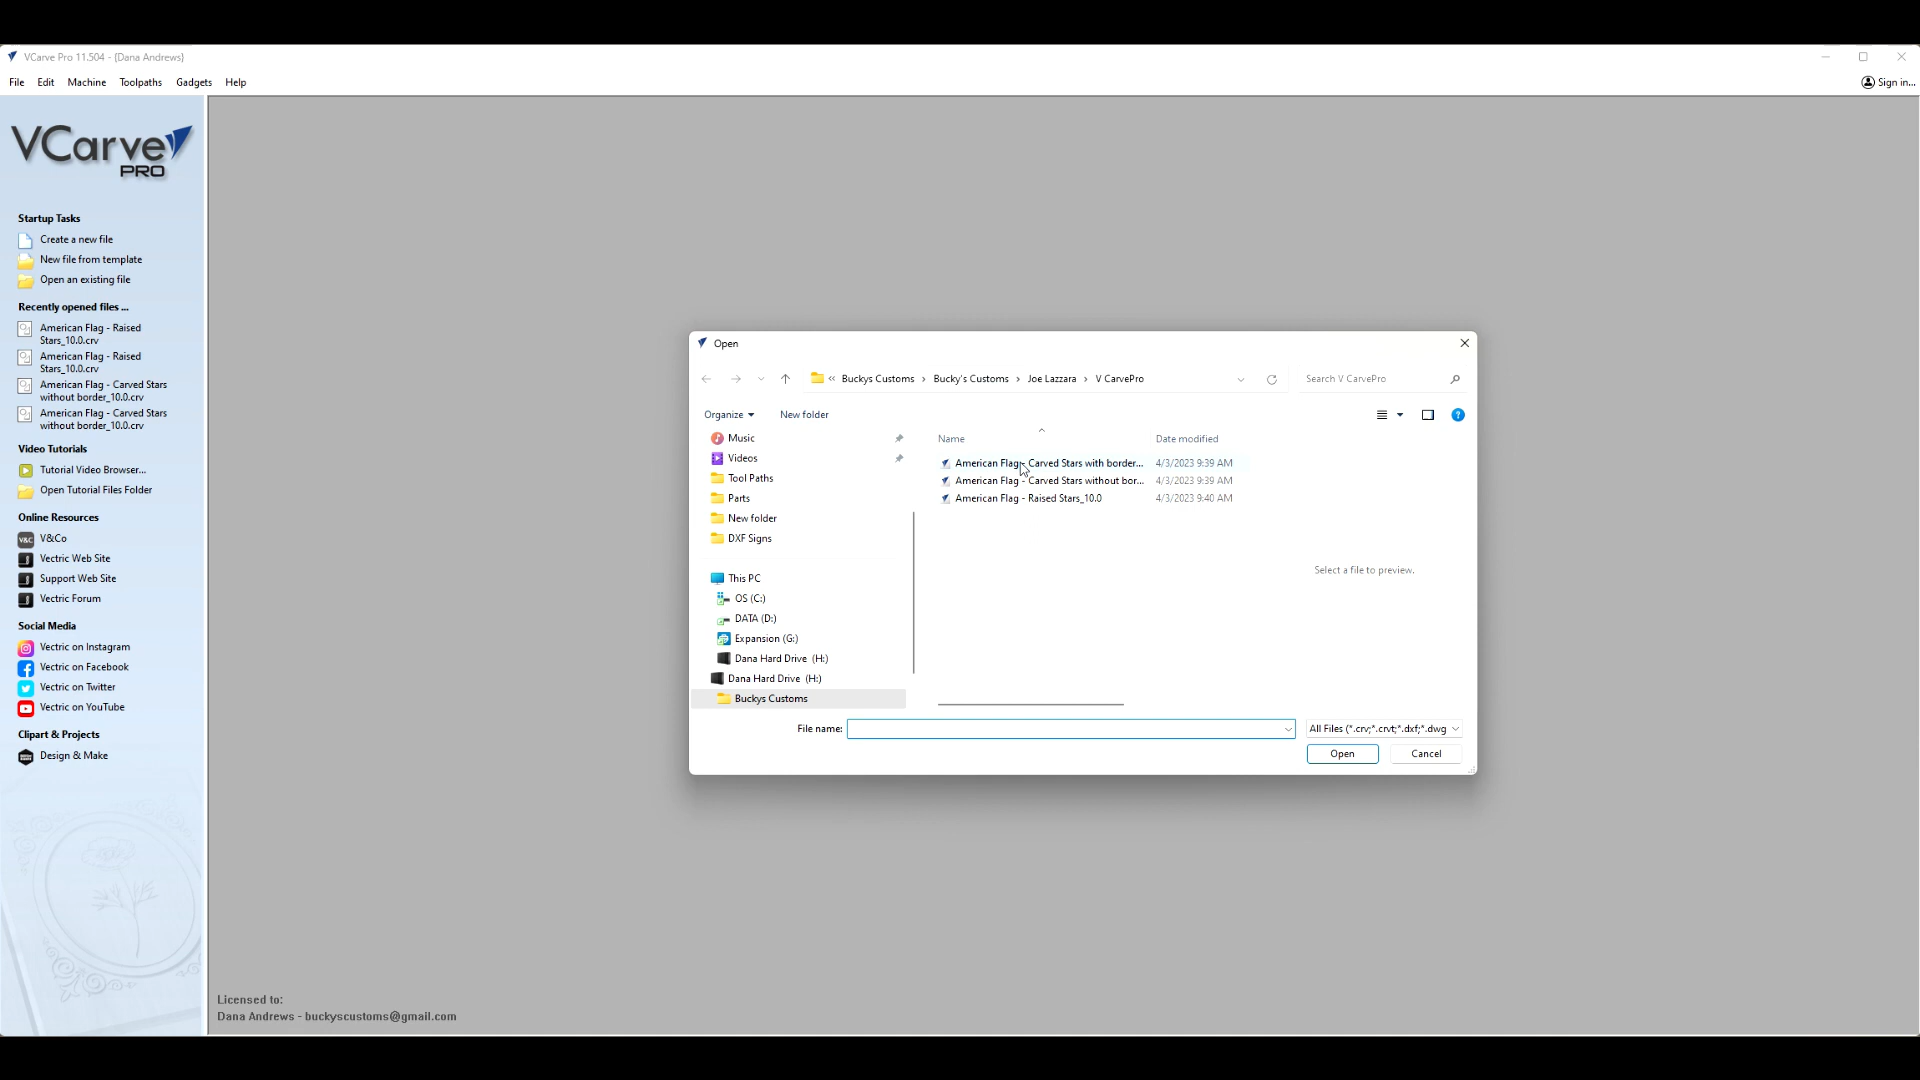 VCarve Pro 11.504 - {Dana Andrews}
File Edit Machine Toolpaths Gadgets Help
Sign in...
VCarve
PRO
Startup Tasks
Create a new file
New file from template
Open an existing file
Recently opened files ...
American Flag - Raised
Stars_10.0.crv
American Flag - Raised
Stars_10.0.crv
American Flag - Carved Stars
without border_10.0.crv
American Flag - Carved Stars
without border_10.0.crv
Video Tutorials
Tutorial Video Browser...
Open Tutorial Files Folder
Online Resources
V&C
V&Co
Vectric Web Site
Support Web Site
Vectric Forum
Social Media
Vectric on Instagram
Vectric on Facebook
Vectric on Twitter
Vectric on YouTube
Clipart & Projects
Design & Make
Licensed to:
Dana Andrews - buckyscustoms@gmail.com
Open
« Buckys Customs › Bucky's Customs › Joe Lazzara › V CarvePro
Search V CarvePro
Organize New folder
?
Music
Videos
Tool Paths
Parts
New folder
DXF Signs
This PC
OS (C:)
DATA (D:)
Expansion (G:)
Dana Hard Drive (H:)
Dana Hard Drive (H:)
Buckys Customs
Name Date modified
American Flag - Carved Stars with border... 4/3/2023 9:39 AM
American Flag - Carved Stars without bor... 4/3/2023 9:39 AM
American Flag - Raised Stars_10.0 4/3/2023 9:40 AM
Select a file to preview.
File name:
All Files (*.crv;*.crvt;*.dxf;*.dwg
Open Cancel